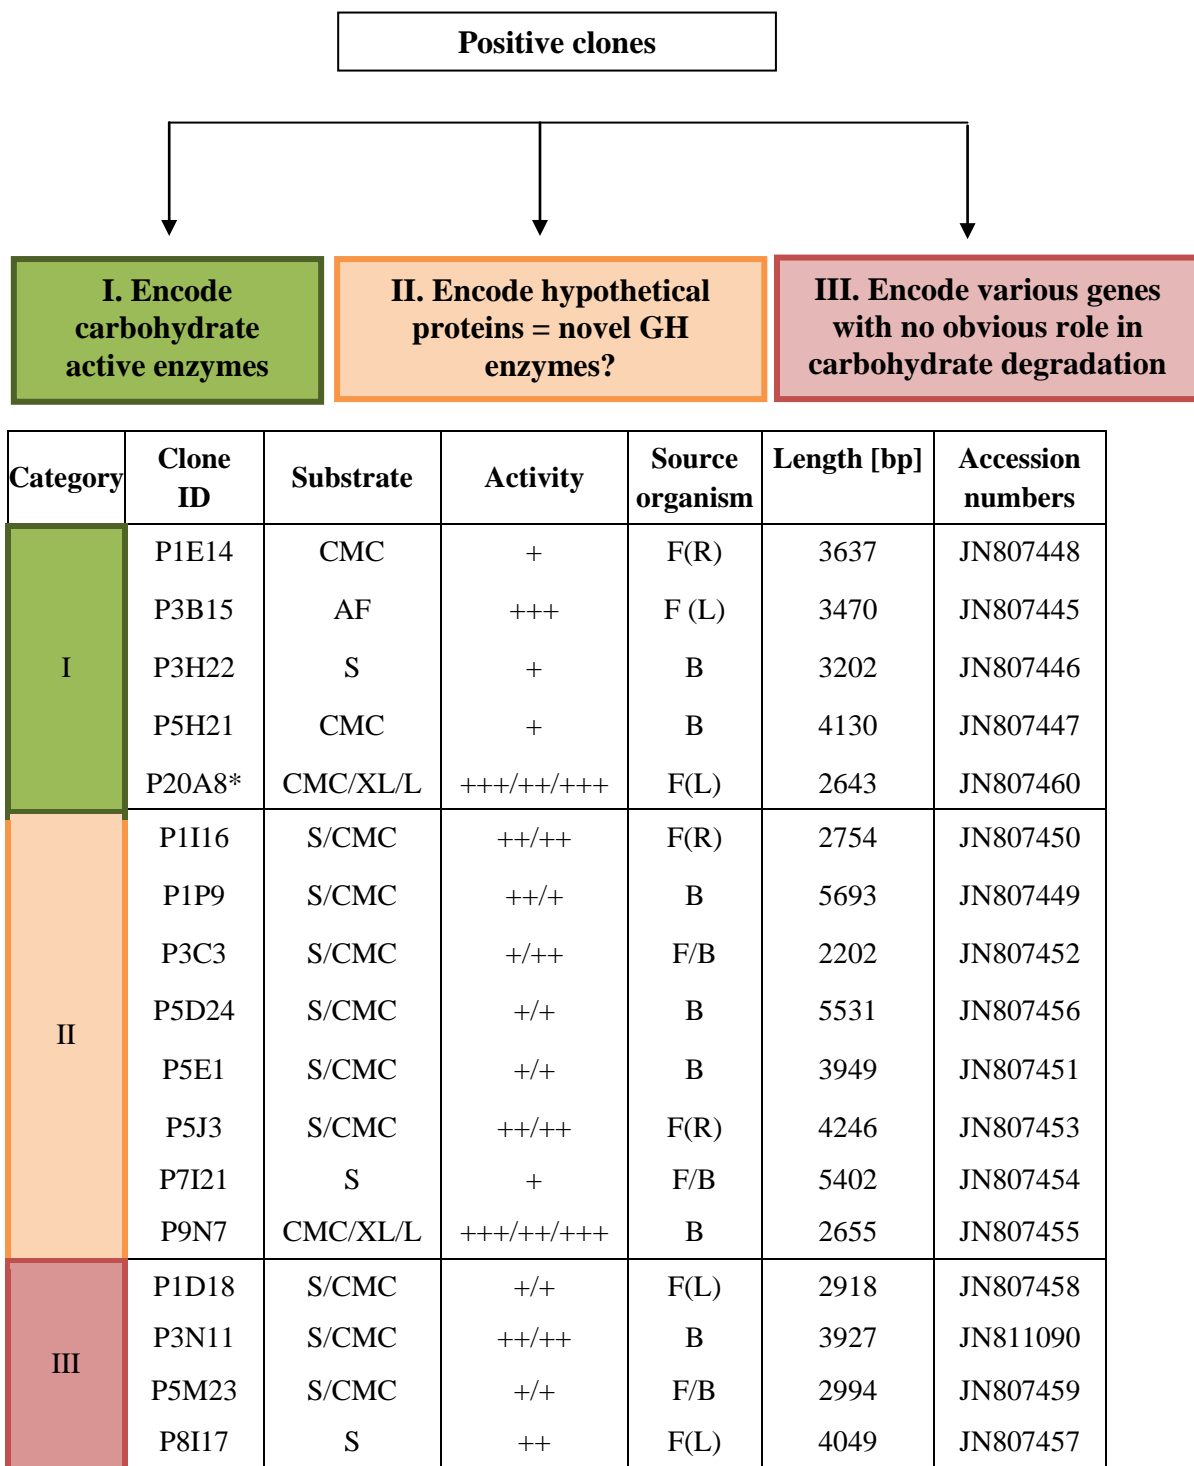 Positive clones
I. Encode
carbohydrate
active enzymes
II. Encode hypothetical
proteins = novel GH
enzymes?
III. Encode various genes
with no obvious role in
carbohydrate degradation
Category Clone ID Substrate Activity Source organism Length [bp] Accession numbers
I
P1E14 CMC + F(R) 3637 JN807448
P3B15 AF +++ F (L) 3470 JN807445
P3H22 S + B 3202 JN807446
P5H21 CMC + B 4130 JN807447
P20A8* CMC/XL/L +++/++/+++ F(L) 2643 JN807460
II
P1I16 S/CMC ++/++ F(R) 2754 JN807450
P1P9 S/CMC ++/+ B 5693 JN807449
P3C3 S/CMC +/++ F/B 2202 JN807452
P5D24 S/CMC +/+ B 5531 JN807456
P5E1 S/CMC +/+ B 3949 JN807451
P5J3 S/CMC ++/++ F(R) 4246 JN807453
P7I21 S + F/B 5402 JN807454
P9N7 CMC/XL/L +++/++/+++ B 2655 JN807455
III
P1D18 S/CMC +/+ F(L) 2918 JN807458
P3N11 S/CMC ++/++ B 3927 JN811090
P5M23 S/CMC +/+ F/B 2994 JN807459
P8I17 S ++ F(L) 4049 JN807457